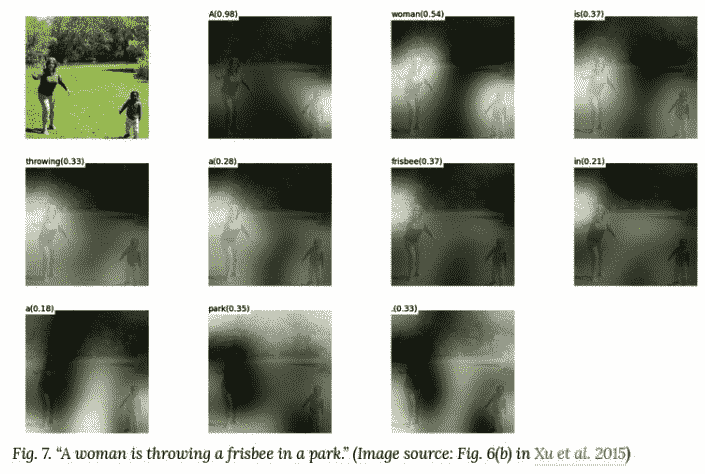 A(0.98)
woman(0.54)
is(0.37)
throwing(0.33)
a(0.28)
frisbee(0.37)
in(0.21)
a(0.18)
park(0.35)
.(0.33)
Fig. 7. “A woman is throwing a frisbee in a park.” (Image source: Fig. 6(b) in Xu et al. 2015)